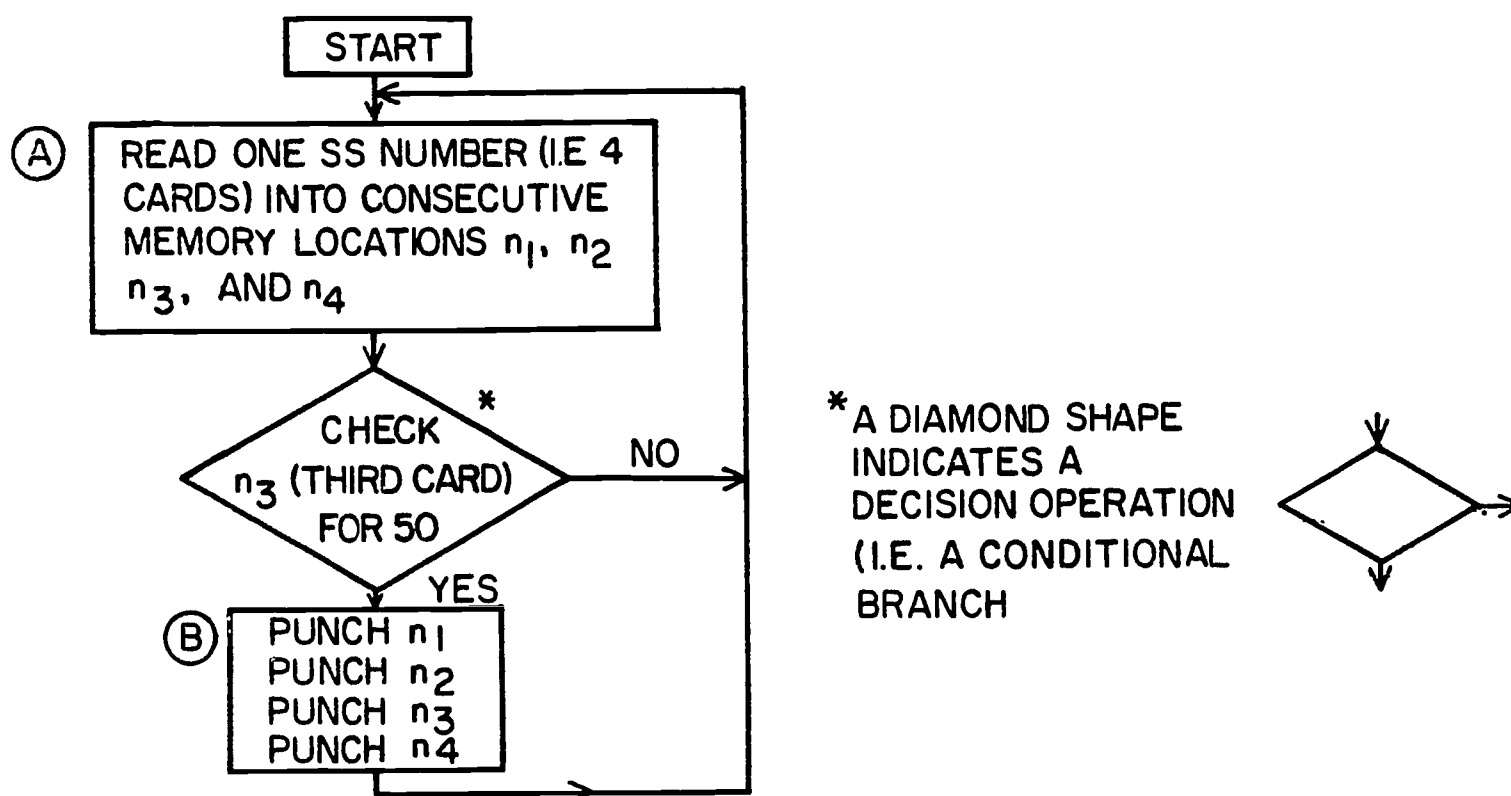 START
A
READ ONE SS NUMBER (I.E 4
CARDS) INTO CONSECUTIVE
MEMORY LOCATIONS n1, n2
n3, AND n4
*
CHECK
n3 (THIRD CARD)
FOR 50
NO
YES
B
PUNCH n1
PUNCH n2
PUNCH n3
PUNCH n4
* A DIAMOND SHAPE
INDICATES A
DECISION OPERATION
(I.E. A CONDITIONAL
BRANCH